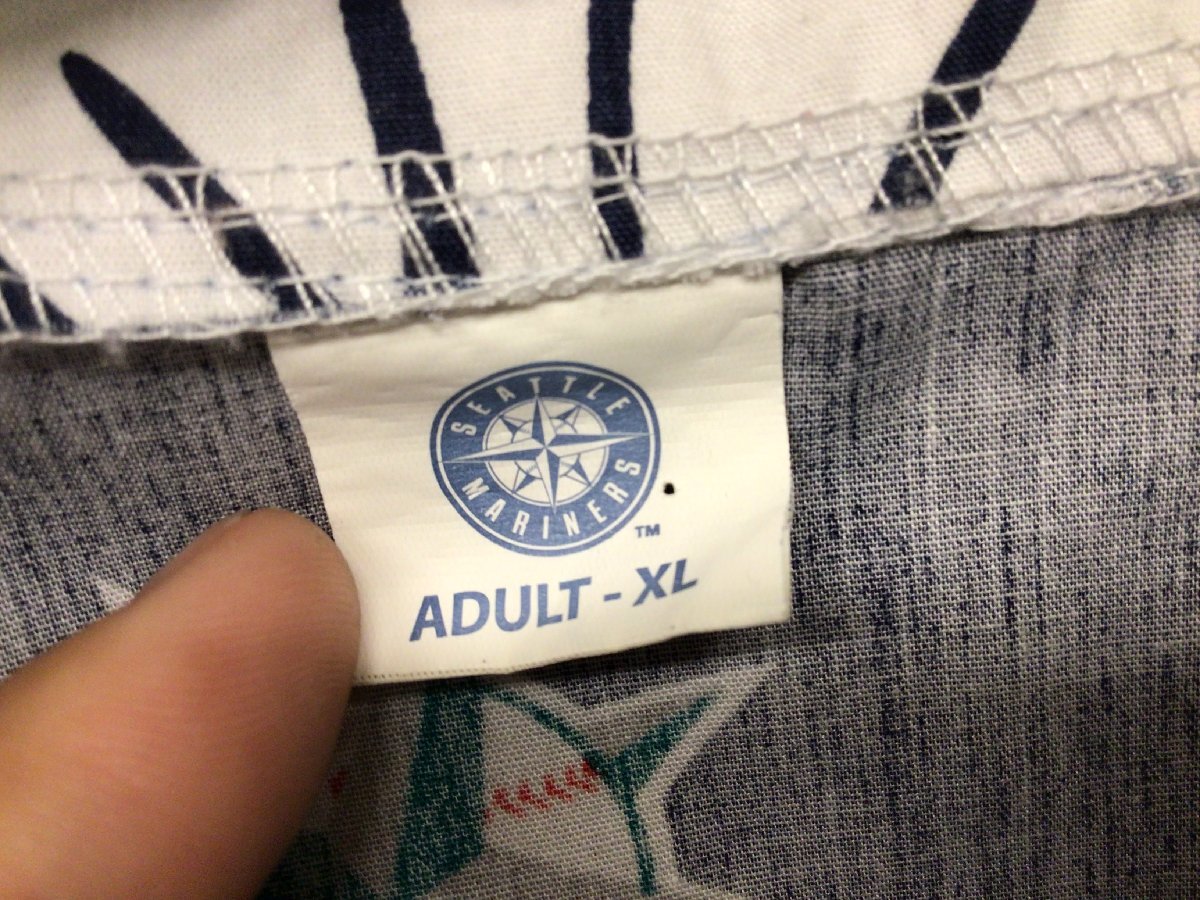 SEATTLE
MARINERS
TM
ADULT - XL